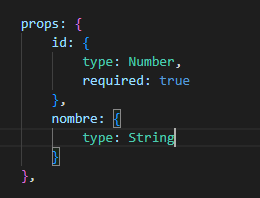 props: {
id: {
type: Number,
required: true
},
nombre: {
type: String
}
},